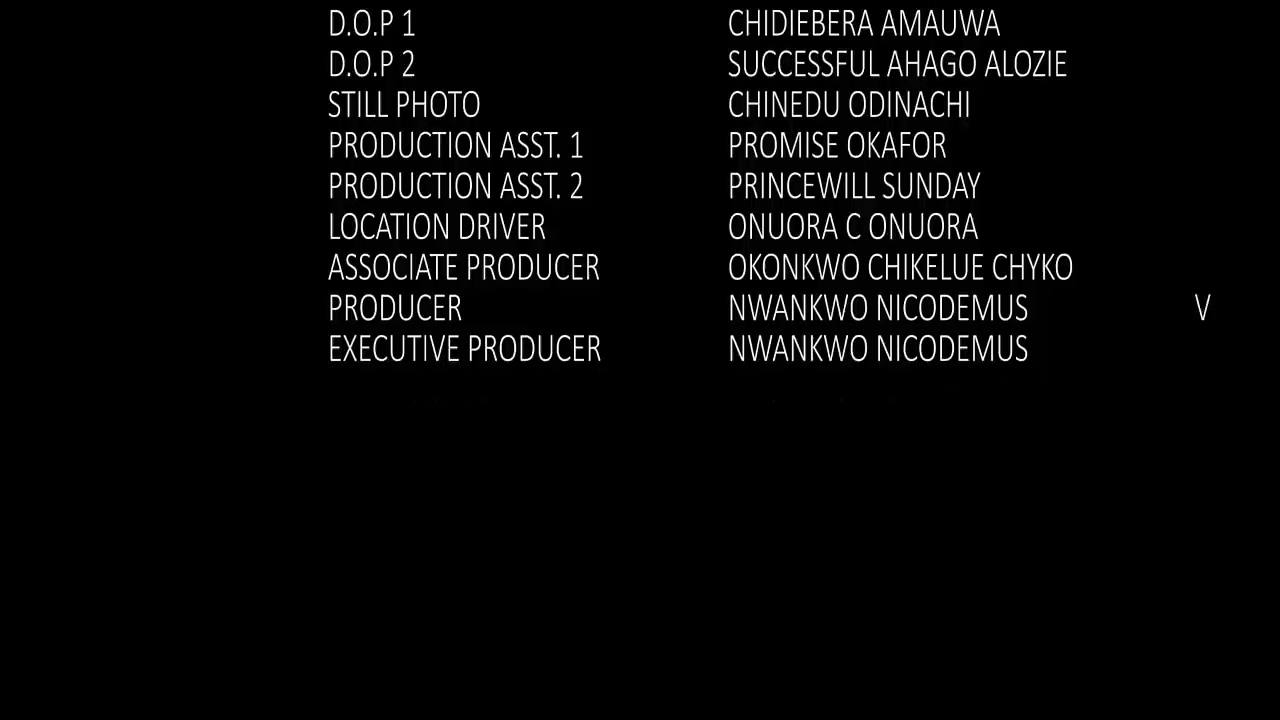 D.O.P 1 CHIDIEBERA AMAUWA
D.O.P 2 SUCCESSFUL AHAGO ALOZIE
STILL PHOTO CHINEDU ODINACHI
PRODUCTION ASST. 1 PROMISE OKAFOR
PRODUCTION ASST. 2 PRINCEWILL SUNDAY
LOCATION DRIVER ONUORA C ONUORA
ASSOCIATE PRODUCER OKONKWO CHIKELUE CHYKO
PRODUCER NWANKWO NICODEMUS V
EXECUTIVE PRODUCER NWANKWO NICODEMUS